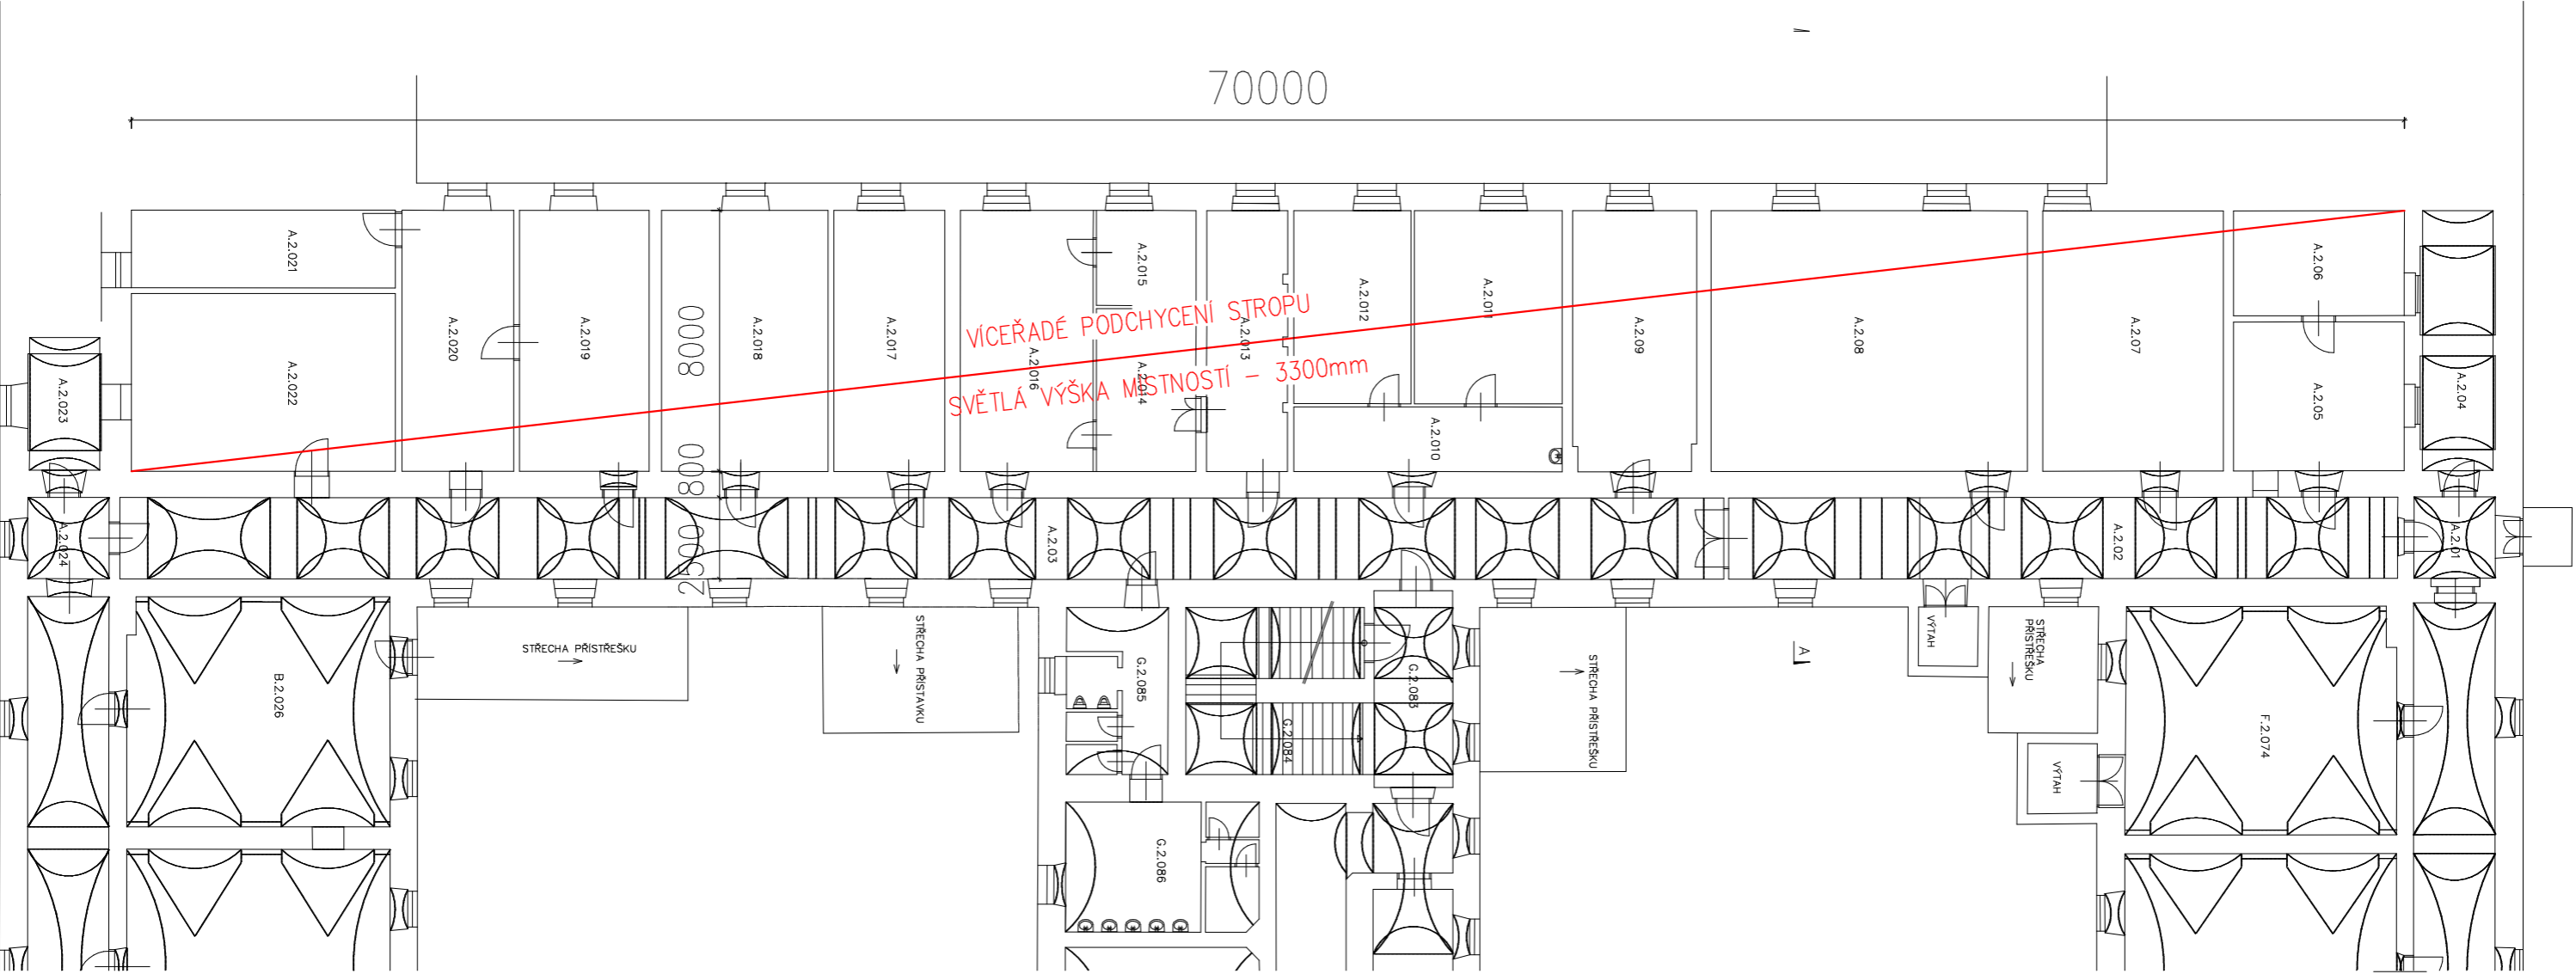 70000
A.2.021
A.2.022
A.2.023
A.2.024
A.2.020
A.2.019
A.2.018
A.2.017
A.2.016
A.2.015
A.2.014
A.2.013
A.2.012
A.2.011
A.2.010
A.2.09
A.2.08
A.2.07
A.2.06
A.2.05
A.2.04
VÍCEŘADÉ PODCHYCENÍ STROPU
SVĚTLÁ VÝŠKA MÍSTNOSTÍ – 3300mm
8000
800
2500
A.2.03
A.2.02
A.2.01
B.2.026
STŘECHA PŘÍSTŘEŠKU
STŘECHA PŘÍSTAVKU
G.2.085
G.2.083
G.2.084
G.2.086
STŘECHA PŘÍSTŘEŠKU
A
VÝTAH
STŘECHA
PŘÍSTŘEŠKU
VÝTAH
F.2.074